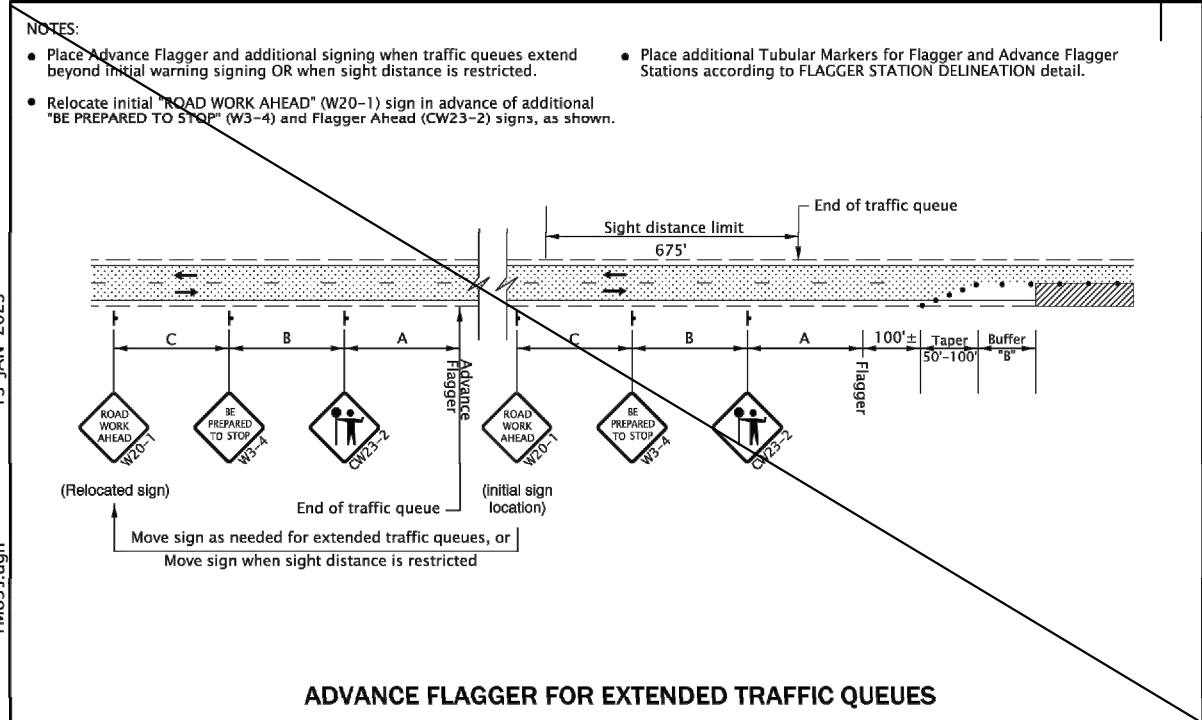 NOTES:
• Place Advance Flagger and additional signing when traffic queues extend
beyond initial warning signing OR when sight distance is restricted.
• Relocate initial "ROAD WORK AHEAD" (W20-1) sign in advance of additional
"BE PREPARED TO STOP" (W3-4) and Flagger Ahead (CW23-2) signs, as shown.
• Place additional Tubular Markers for Flagger and Advance Flagger
Stations according to FLAGGER STATION DELINEATION detail.
End of traffic queue
Sight distance limit
675'
C
B
A
Advance
Flagger
C
B
A
100'±
Taper
50'-100'
Buffer
"B"
Flagger
ROAD
WORK
AHEAD
W20-1
BE
PREPARED
TO STOP
W3-4
CW23-2
ROAD
WORK
AHEAD
W20-1
BE
PREPARED
TO STOP
W3-4
CW23-2
(Relocated sign)
End of traffic queue
(initial sign
location)
Move sign as needed for extended traffic queues, or
Move sign when sight distance is restricted
ADVANCE FLAGGER FOR EXTENDED TRAFFIC QUEUES